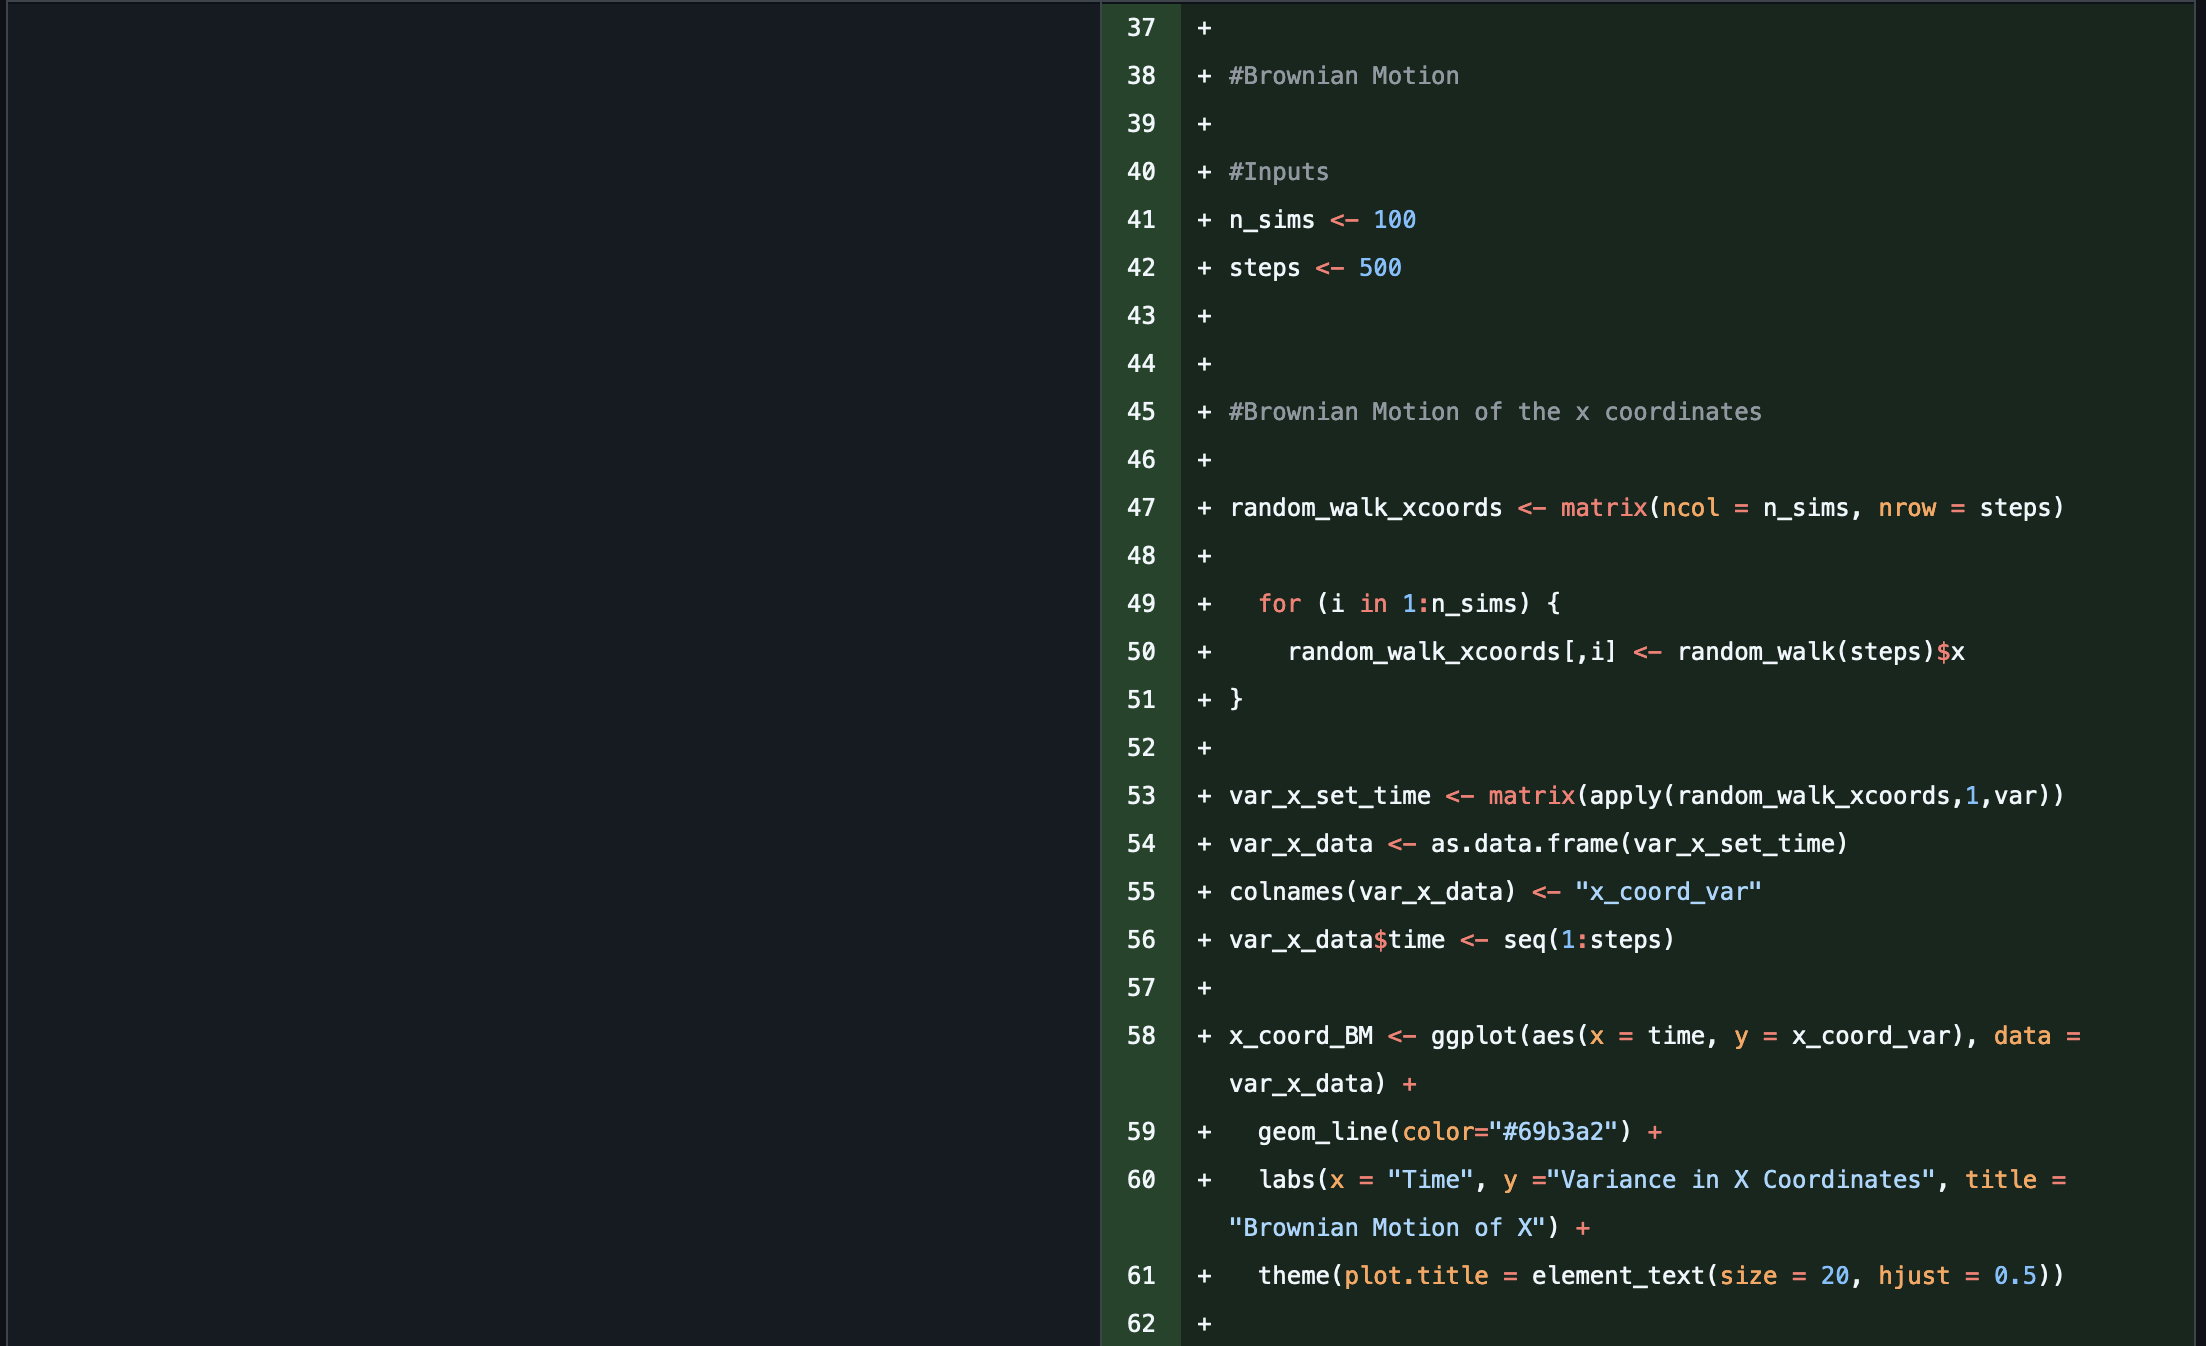 37 +
38 + #Brownian Motion
39 +
40 + #Inputs
41 + n_sims <- 100
42 + steps <- 500
43 +
44 +
45 + #Brownian Motion of the x coordinates
46 +
47 + random_walk_xcoords <- matrix(ncol = n_sims, nrow = steps)
48 +
49 +   for (i in 1:n_sims) {
50 +     random_walk_xcoords[,i] <- random_walk(steps)$x
51 + }
52 +
53 + var_x_set_time <- matrix(apply(random_walk_xcoords,1,var))
54 + var_x_data <- as.data.frame(var_x_set_time)
55 + colnames(var_x_data) <- "x_coord_var"
56 + var_x_data$time <- seq(1:steps)
57 +
58 + x_coord_BM <- ggplot(aes(x = time, y = x_coord_var), data =
var_x_data) +
59 +   geom_line(color="#69b3a2") +
60 +   labs(x = "Time", y ="Variance in X Coordinates", title =
"Brownian Motion of X") +
61 +   theme(plot.title = element_text(size = 20, hjust = 0.5))
62 +